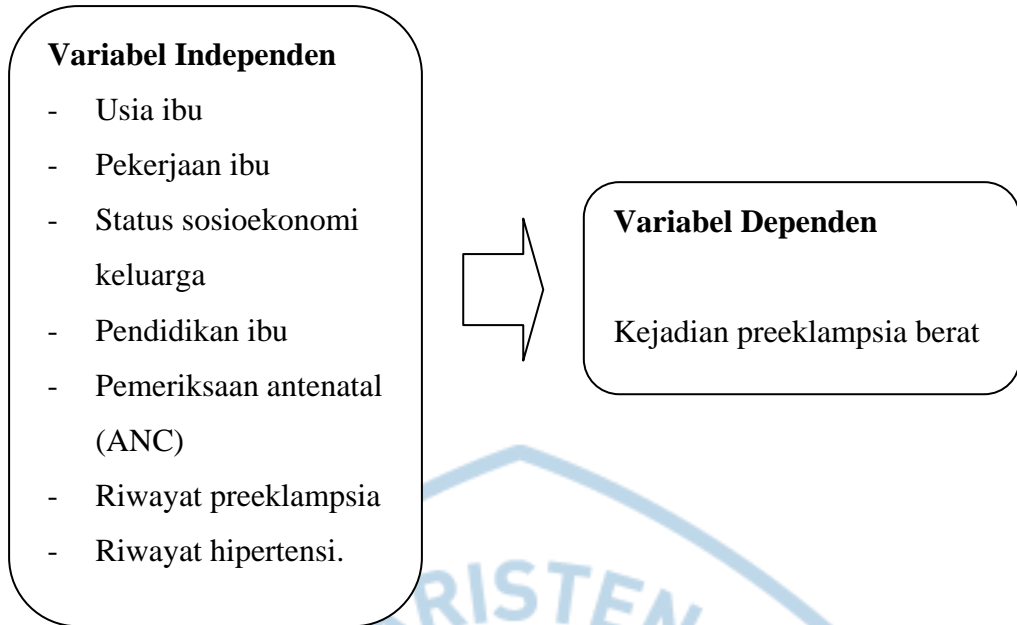 Variabel Independen
- Usia ibu
- Pekerjaan ibu
- Status sosioekonomi
keluarga
- Pendidikan ibu
- Pemeriksaan antenatal
(ANC)
- Riwayat preeklampsia
- Riwayat hipertensi.
Variabel Dependen
Kejadian preeklampsia berat
RISTEN